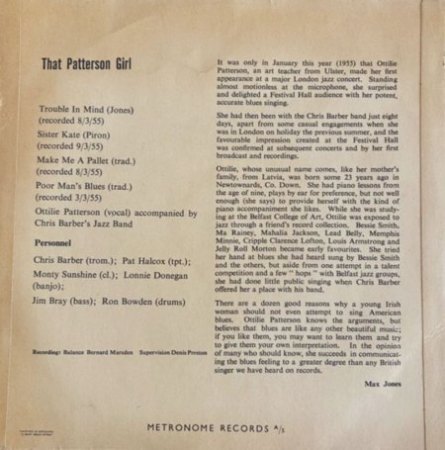 That Patterson Girl
Trouble In Mind (Jones)
(recorded 8/3/55)
Sister Kate (Piron)
(recorded 9/3/55)
Make Me A Pallet (trad.)
(recorded 8/3/55)
Poor Man's Blues (trad.)
(recorded 3/3/55)
Ottilie Patterson (vocal) accompanied by
Chris Barber's Jazz Band
Personnel
Chris Barber (trom.); Pat Halcox (tpt.);
Monty Sunshine (cl.); Lonnie Donegan
(banjo);
Jim Bray (bass); Ron Bowden (drums)
Recording: Balance Bernard Marsden Supervision Denis Preston
It was only in January this year (1955) that Ottilie
Patterson, an art teacher from Ulster, made her first
appearance at a major London jazz concert. Standing
almost motionless at the microphone, she surprised
and delighted a Festival Hall audience with her potent,
accurate blues singing.
She had then been with the Chris Barber band just eight
days, apart from some casual engagements when she
was in London on holiday the previous summer, and the
favourable impression created at the Festival Hall
was confirmed at subsequent concerts and by her first
broadcast and recordings.
Ottilie, whose unusual name comes, like her mother's
family, from Latvia, was born some 23 years ago in
Newtownards, Co. Down. She had piano lessons from
the age of nine, plays by ear for preference, but not well
enough (she says) to provide herself with the kind of
piano accompaniment she likes. While she was study-
ing at the Belfast College of Art, Ottilie was exposed to
jazz through a friend's record collection. Bessie Smith,
Ma Rainey, Mahalia Jackson, Lead Belly, Memphis
Minnie, Cripple Clarence Lofton, Louis Armstrong and
Jelly Roll Morton became early favourites. She tried
her hand at blues she had heard sung by Bessie Smith
and the others, but aside from one attempt in a talent
competition and a few " hops " with Belfast jazz groups,
she had done little public singing when Chris Barber
offered her a place with his band.
There are a dozen good reasons why a young Irish
woman should not even attempt to sing American
blues. Ottilie Patterson knows the arguments, but
believes that blues are like any other beautiful music;
if you like them, you may want to learn them and try
to give them your own interpretation. In the opinion
of many who should know, she succeeds in communicat-
ing the blues feeling to a greater degree than any British
singer we have heard on records.
Max Jones
METRONOME RECORDS A/S